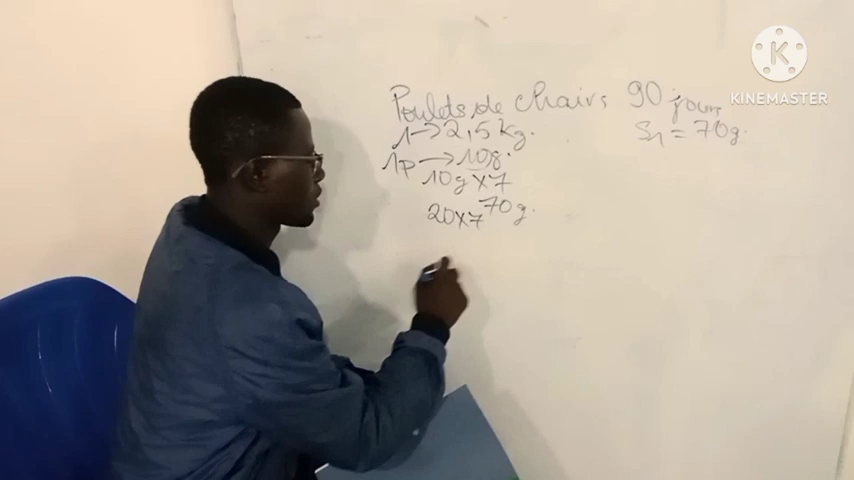 Poulets de chairs 90 jours
1 → 2,5 kg.
S1 = 70g.
1p → 10g.
10g x 7
70g.
20x7
K
KINEMASTER